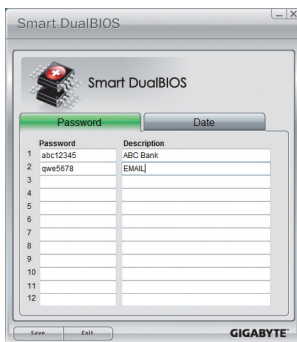 Smart DualBIOS
Smart DualBIOS
Password Date
Password Description
1 abc12345 ABC Bank
2 qwe5678 EMAIL
3
4
5
6
7
8
9
10
11
12
Save Exit GIGABYTE